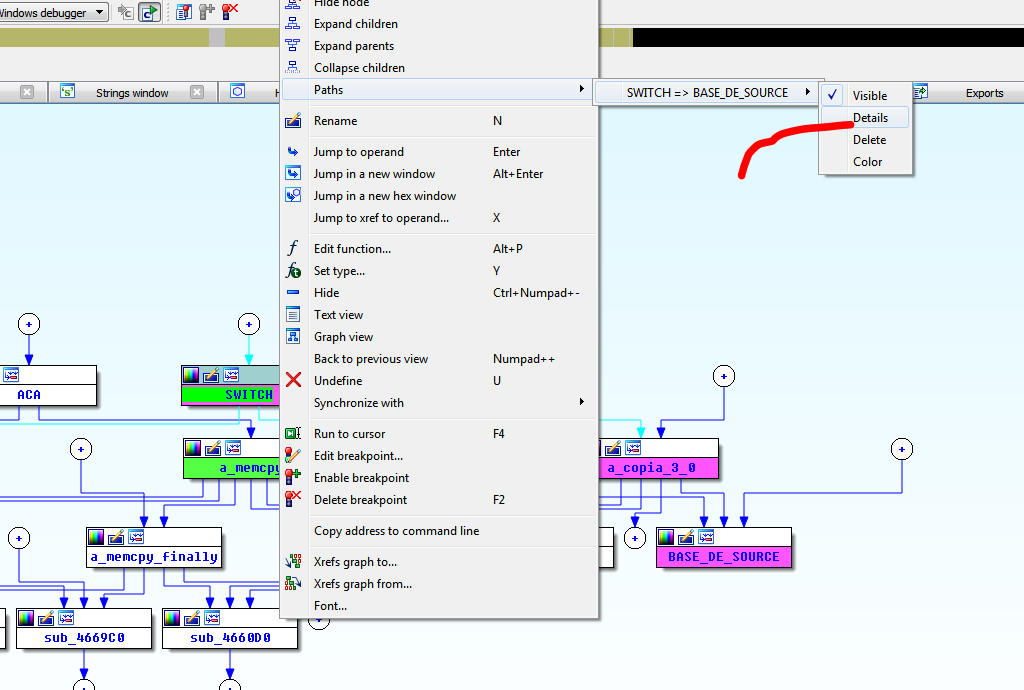 Windows debugger
Hide node
Expand children
Expand parents
Collapse children
Paths
SWITCH => BASE_DE_SOURCE
Visible
Details
Delete
Color
Strings window
Exports
Rename N
Jump to operand Enter
Jump in a new window Alt+Enter
Jump in a new hex window
Jump to xref to operand... X
Edit function... Alt+P
Set type... Y
Hide Ctrl+Numpad+-
Text view
Graph view
Back to previous view Numpad++
Undefine U
Synchronize with
Run to cursor F4
Edit breakpoint...
Enable breakpoint
Delete breakpoint F2
Copy address to command line
Xrefs graph to...
Xrefs graph from...
Font...
ACA
SWITCH
a_memcpy
a_copia_3_0
a_memcpy_finally
BASE_DE_SOURCE
sub_4669C0
sub_4660D0